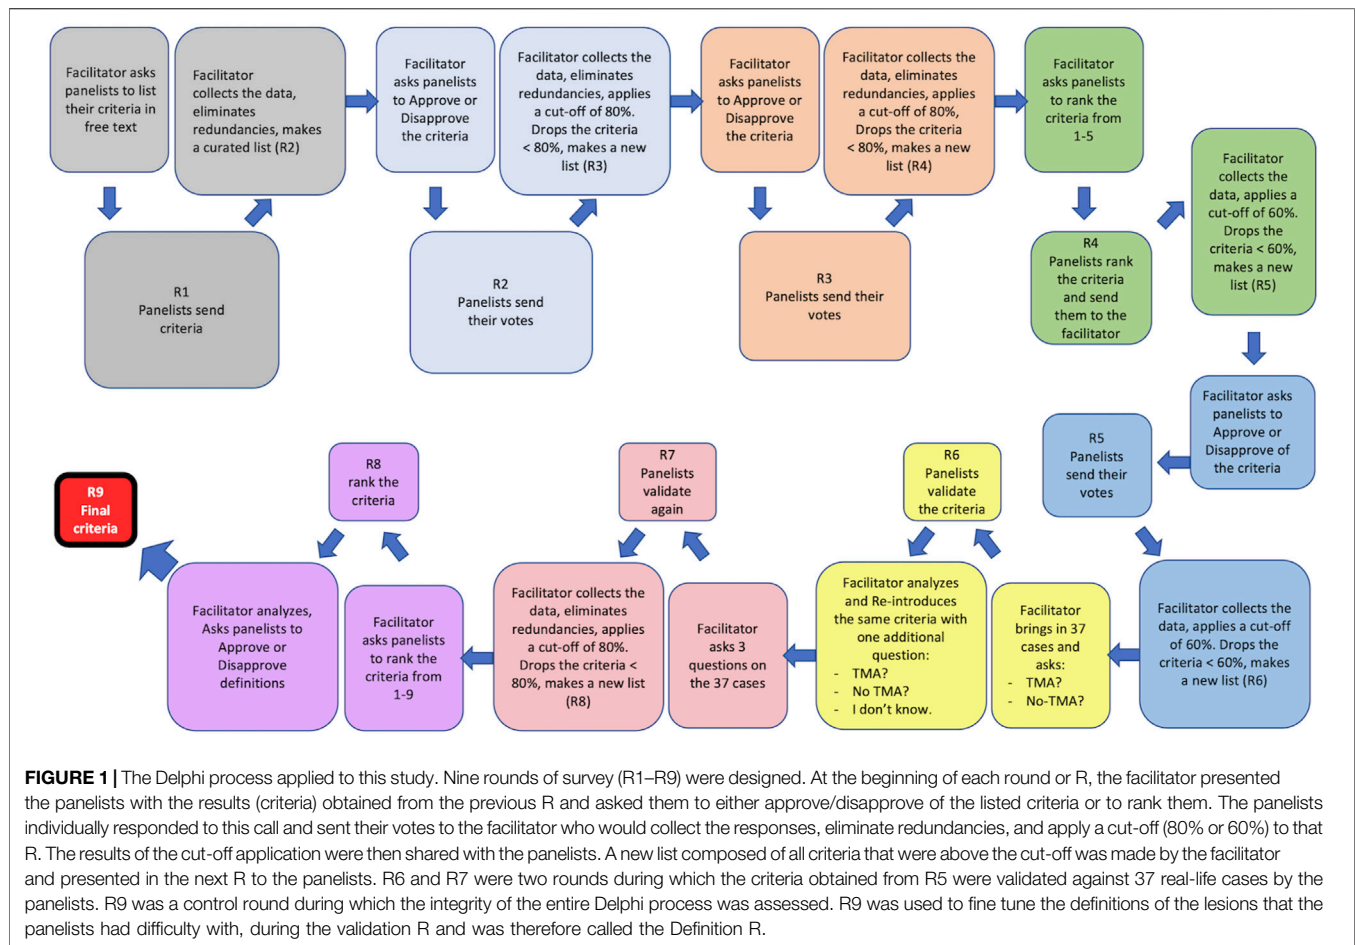 Facilitator asks
panelists to list
their criteria in
free text
Facilitator
collects the data,
eliminates
redundancies, makes
a curated list (R2)
R1
Panelists send
criteria
Facilitator
asks panelists
to Approve or
Disapprove
the criteria
Facilitator collects the
data, eliminates
redundancies, applies
a cut-off of 80%.
Drops the criteria
< 80%, makes a new
list (R3)
R2
Panelists send
their votes
Facilitator
asks panelists
to Approve or
Disapprove
the criteria
Facilitator collects the
data, eliminates
redundancies, applies
a cut-off of 80%,
Drops the criteria
< 80%, makes a new
list (R4)
R3
Panelists send their
votes
Facilitator
asks panelists
to rank the
criteria from
1-5
R4
Panelists rank
the criteria
and send
them to the
facilitator
Facilitator
collects the
data, applies a
cut-off of 60%.
Drops the
criteria < 60%,
makes a new
list (R5)
Facilitator asks
panelists to
Approve or
Disapprove of
the criteria
R5
Panelists
send their
votes
Facilitator collects the
data, applies a cut-off
of 60%. Drops the
criteria < 60%, makes
a new list (R6)
Facilitator
brings in 37
cases and
asks:
- TMA?
- No-TMA?
R6
Panelists
validate
the criteria
Facilitator analyzes
and Re-introduces
the same criteria with
one additional
question:
- TMA?
- No TMA?
- I don't know.
Facilitator
asks 3
questions on
the 37 cases
R7
Panelists
validate
again
Facilitator collects the
data, eliminates
redundancies, applies
a cut-off of 80%.
Drops the criteria <
80%, makes a new list
(R8)
Facilitator
asks panelists
to rank the
criteria from
1-9
R8
rank the
criteria
Facilitator analyzes,
Asks panelists to
Approve or
Disapprove
definitions
R9
Final
criteria
FIGURE 1 | The Delphi process applied to this study. Nine rounds of survey (R1–R9) were designed. At the beginning of each round or R, the facilitator presented
the panelists with the results (criteria) obtained from the previous R and asked them to either approve/disapprove of the listed criteria or to rank them. The panelists
individually responded to this call and sent their votes to the facilitator who would collect the responses, eliminate redundancies, and apply a cut-off (80% or 60%) to that
R. The results of the cut-off application were then shared with the panelists. A new list composed of all criteria that were above the cut-off was made by the facilitator
and presented in the next R to the panelists. R6 and R7 were two rounds during which the criteria obtained from R5 were validated against 37 real-life cases by the
panelists. R9 was a control round during which the integrity of the entire Delphi process was assessed. R9 was used to fine tune the definitions of the lesions that the
panelists had difficulty with, during the validation R and was therefore called the Definition R.